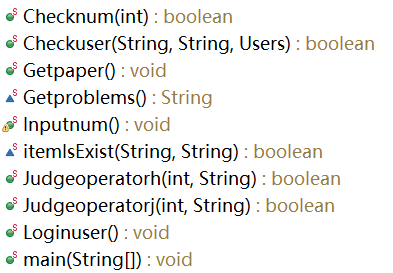 Checknum(int) : boolean
Checkuser(String, String, Users) : boolean
Getpaper() : void
Getproblems() : String
Inputnum() : void
itemIsExist(String, String) : boolean
Judgeoperatorh(int, String) : boolean
Judgeoperatorj(int, String) : boolean
Loginuser() : void
main(String[]) : void